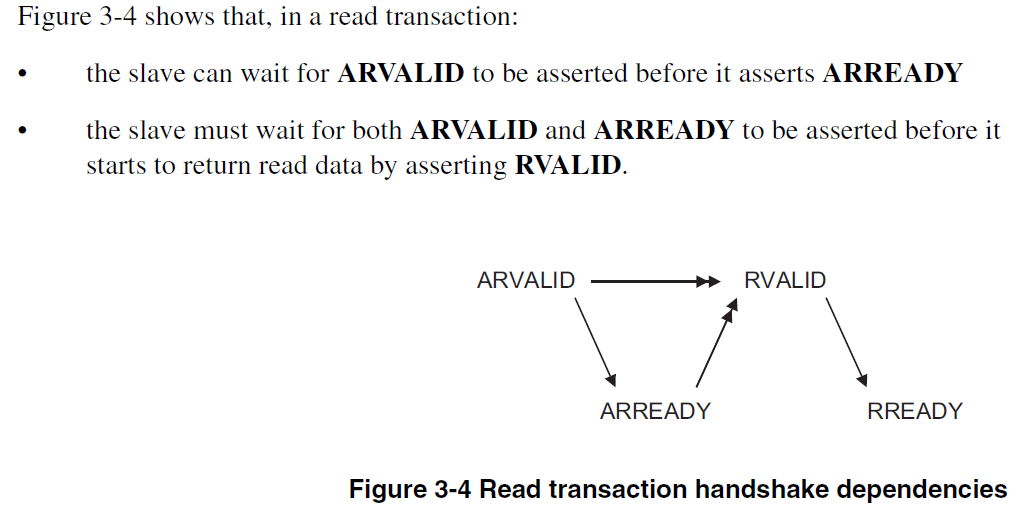 Figure 3-4 shows that, in a read transaction:
• the slave can wait for ARVALID to be asserted before it asserts ARREADY
• the slave must wait for both ARVALID and ARREADY to be asserted before it
starts to return read data by asserting RVALID.
ARVALID RVALID
ARREADY RREADY
Figure 3-4 Read transaction handshake dependencies